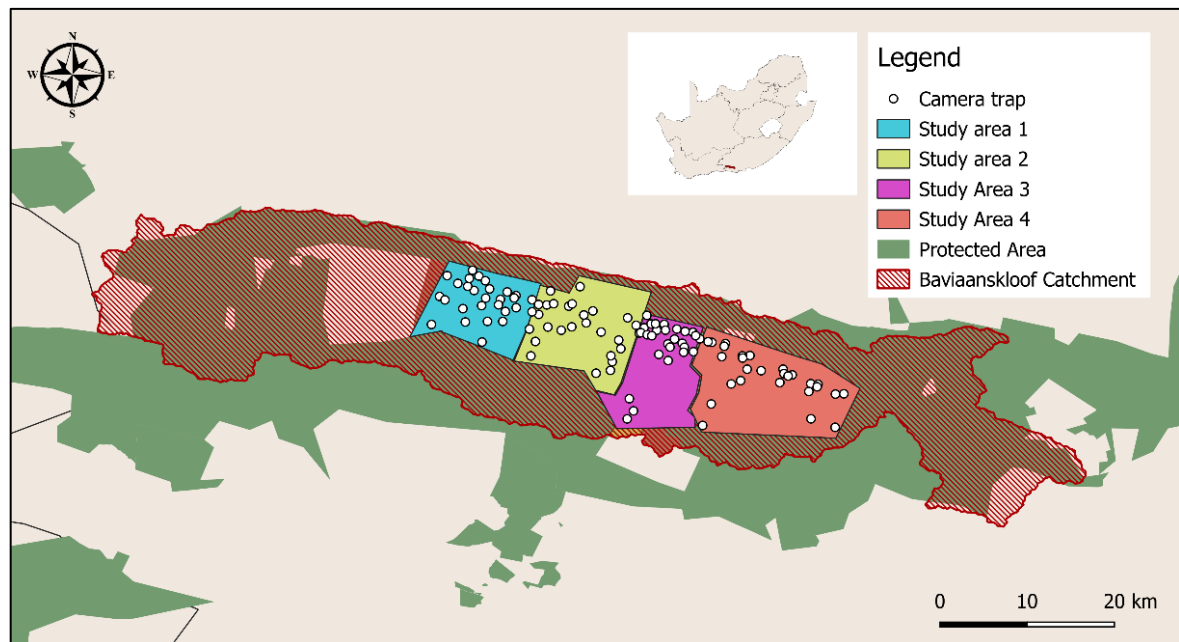 N
W E
S
Legend
Camera trap
Study area 1
Study area 2
Study Area 3
Study Area 4
Protected Area
Baviaanskloof Catchment
0 10 20 km